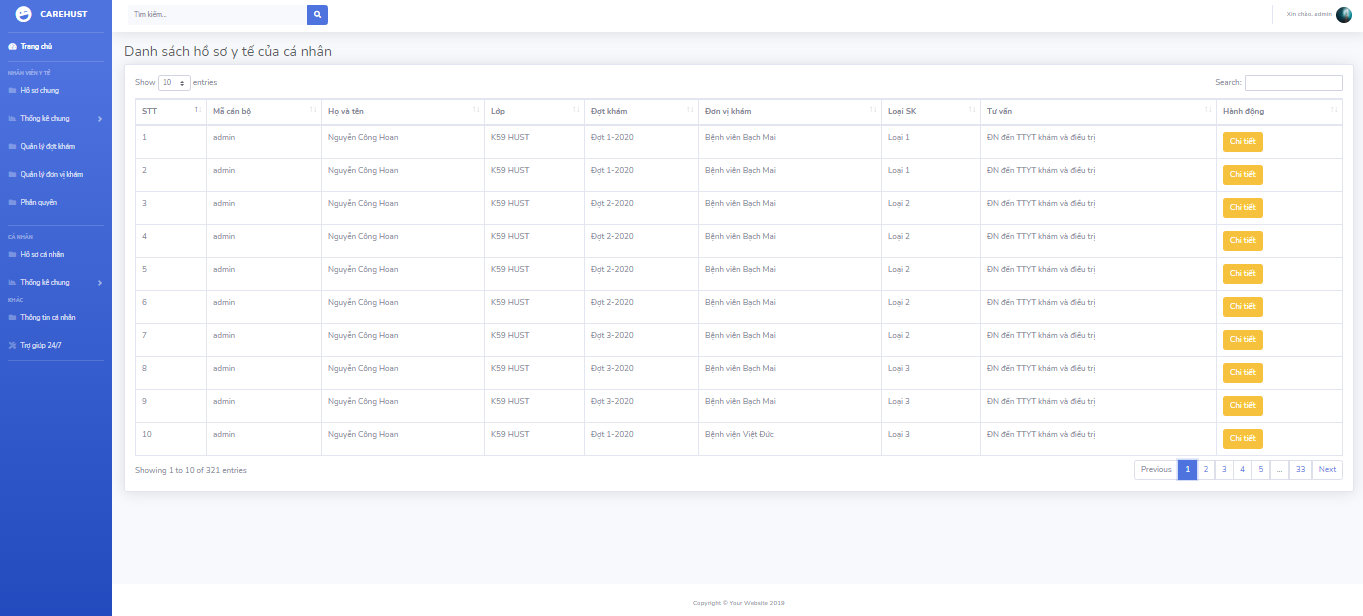 CAREHUST
Trang chủ
NHÂN VIÊN Y TẾ
Hồ sơ chung
Thống kê chung
Quản lý đợt khám
Quản lý đơn vị khám
Phân quyền
CÁ NHÂN
Hồ sơ cá nhân
Thống kê chung
KHÁC
Thông tin cá nhân
Trợ giúp 24/7
Tìm kiếm...
Xin chào, admin
Danh sách hồ sơ y tế của cá nhân
Show 10 entries
Search:
STT Mã cán bộ Họ và tên Lớp Đợt khám Đơn vị khám Loại SK Tư vấn Hành động
1 admin Nguyễn Công Hoan K59 HUST Đợt 1-2020 Bệnh viên Bạch Mai Loại 1 ĐN đến TTYT khám và điều trị Chi tiết
2 admin Nguyễn Công Hoan K59 HUST Đợt 1-2020 Bệnh viên Bạch Mai Loại 1 ĐN đến TTYT khám và điều trị Chi tiết
3 admin Nguyễn Công Hoan K59 HUST Đợt 2-2020 Bệnh viên Bạch Mai Loại 2 ĐN đến TTYT khám và điều trị Chi tiết
4 admin Nguyễn Công Hoan K59 HUST Đợt 2-2020 Bệnh viên Bạch Mai Loại 2 ĐN đến TTYT khám và điều trị Chi tiết
5 admin Nguyễn Công Hoan K59 HUST Đợt 2-2020 Bệnh viên Bạch Mai Loại 2 ĐN đến TTYT khám và điều trị Chi tiết
6 admin Nguyễn Công Hoan K59 HUST Đợt 2-2020 Bệnh viên Bạch Mai Loại 2 ĐN đến TTYT khám và điều trị Chi tiết
7 admin Nguyễn Công Hoan K59 HUST Đợt 3-2020 Bệnh viên Bạch Mai Loại 2 ĐN đến TTYT khám và điều trị Chi tiết
8 admin Nguyễn Công Hoan K59 HUST Đợt 3-2020 Bệnh viên Bạch Mai Loại 3 ĐN đến TTYT khám và điều trị Chi tiết
9 admin Nguyễn Công Hoan K59 HUST Đợt 3-2020 Bệnh viên Bạch Mai Loại 3 ĐN đến TTYT khám và điều trị Chi tiết
10 admin Nguyễn Công Hoan K59 HUST Đợt 1-2020 Bệnh viện Việt Đức Loại 3 ĐN đến TTYT khám và điều trị Chi tiết
Showing 1 to 10 of 321 entries
Previous 1 2 3 4 5 ... 33 Next
Copyright © Your Website 2019